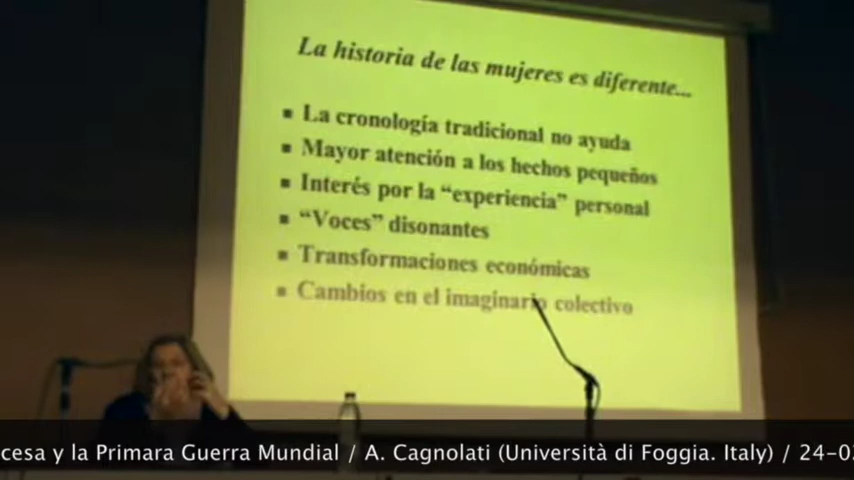 La historia de las mujeres es diferente...
▪ La cronología tradicional no ayuda
▪ Mayor atención a los hechos pequeños
▪ Interés por la “experiencia” personal
▪ “Voces” disonantes
▪ Transformaciones económicas
▪ Cambios en el imaginario colectivo
cesa y la Primara Guerra Mundial / A. Cagnolati (Università di Foggia. Italy) / 24-0